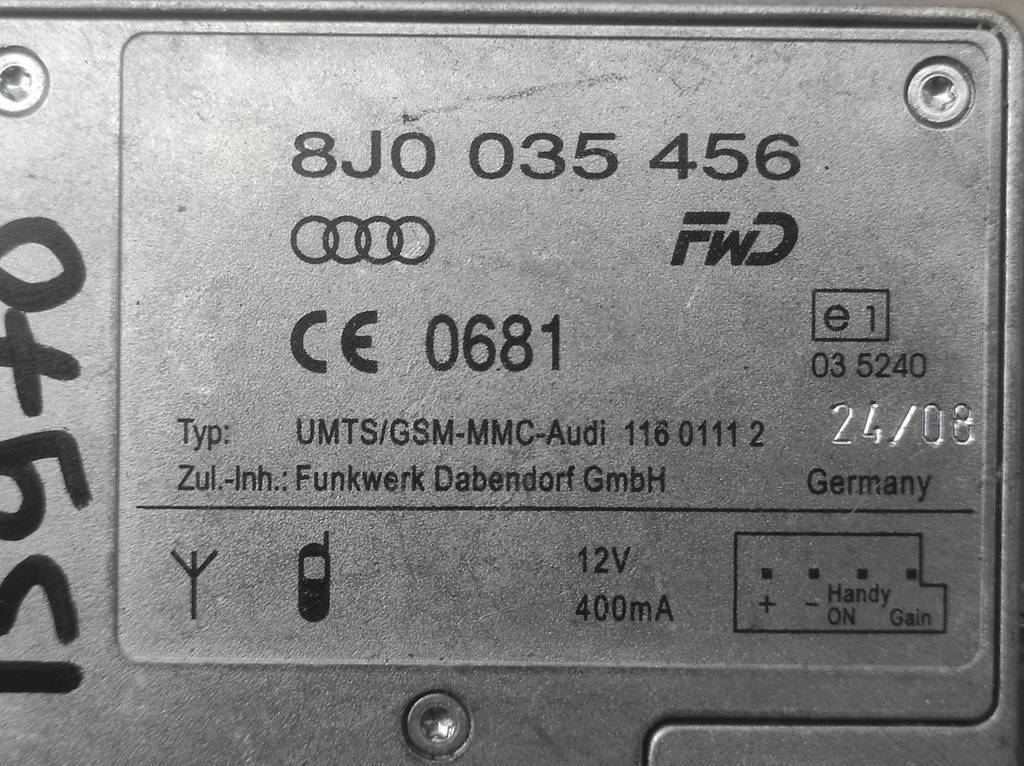 8J0 035 456
FWD
CE 0681
e 1
03 5240
24/08
Typ: UMTS/GSM-MMC-Audi 116 0111 2
Zul.-Inh.: Funkwerk Dabendorf GmbH Germany
12V
400mA
+ - Handy
ON Gain